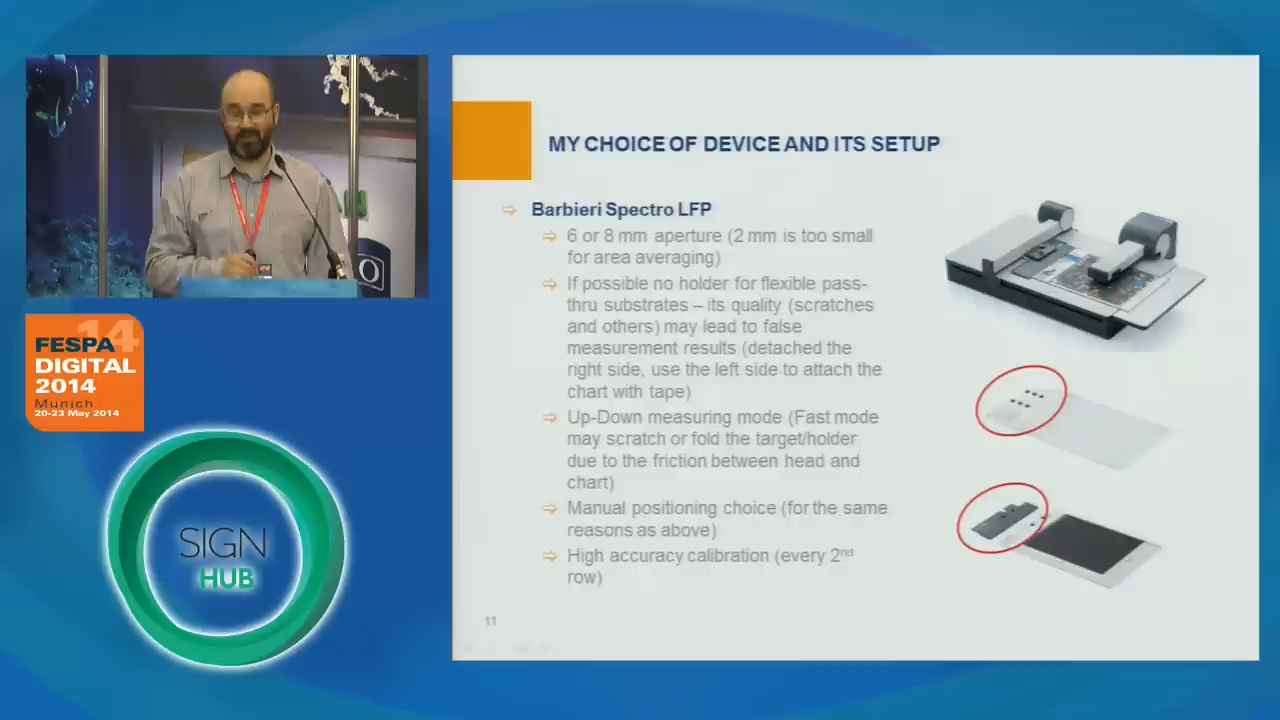 MY CHOICE OF DEVICE AND ITS SETUP
Barbieri Spectro LFP
6 or 8 mm aperture (2 mm is too small
for area averaging)
If possible no holder for flexible pass-
thru substrates – its quality (scratches
and others) may lead to false
measurement results (detached the
right side, use the left side to attach the
chart with tape)
Up-Down measuring mode (Fast mode
may scratch or fold the target/holder
due to the friction between head and
chart)
Manual positioning choice (for the same
reasons as above)
High accuracy calibration (every 2nd
row)
11
14
FESPA
DIGITAL
2014
Munich
20-23 May 2014
SIGN
HUB